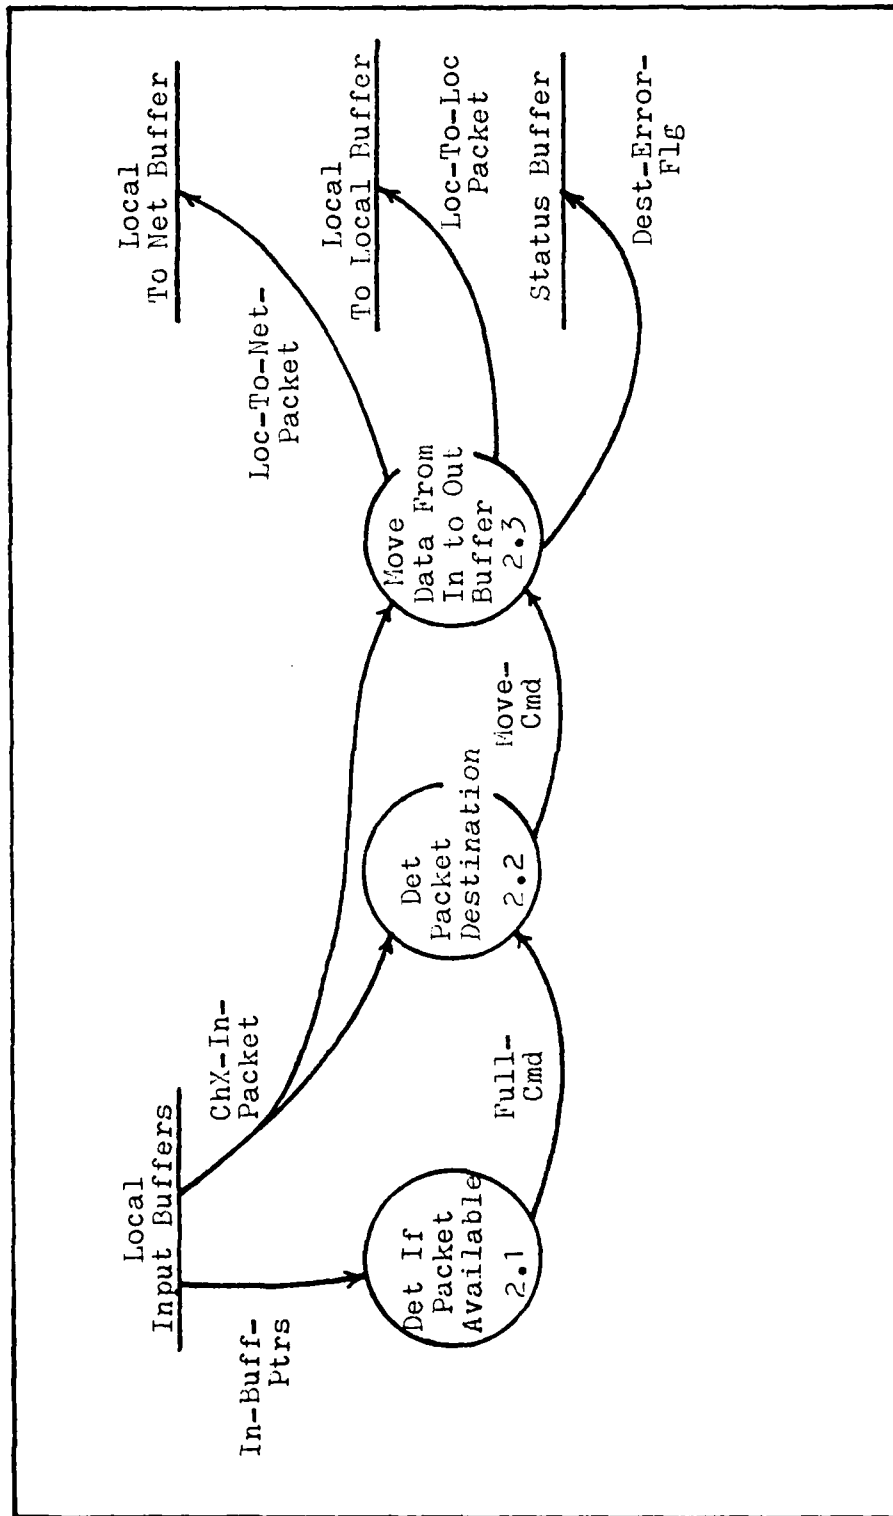 Local
Input Buffers
In-Buff-
Ptrs
ChX-In-
Packet
Det If
Packet
Available
2.1
Full-
Cmd
Det
Packet
Destination
2.2
Move-
Cmd
Move
Data From
In to Out
Buffer
2.3
Loc-To-Net-
Packet
Local
To Net Buffer
Local
To Local Buffer
Loc-To-Loc
Packet
Status Buffer
Dest-Error-
Flg